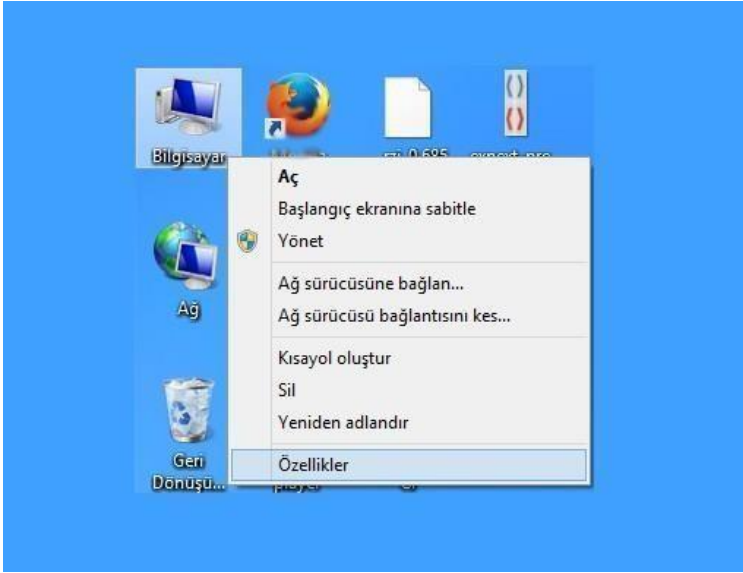 Bilgisayar
Aç
Başlangıç ekranına sabitle
Yönet
Ağ sürücüsüne bağlan...
Ağ sürücüsü bağlantısını kes...
Kısayol oluştur
Sil
Yeniden adlandır
Özellikler
Ağ
Geri
Dönüşü...
player